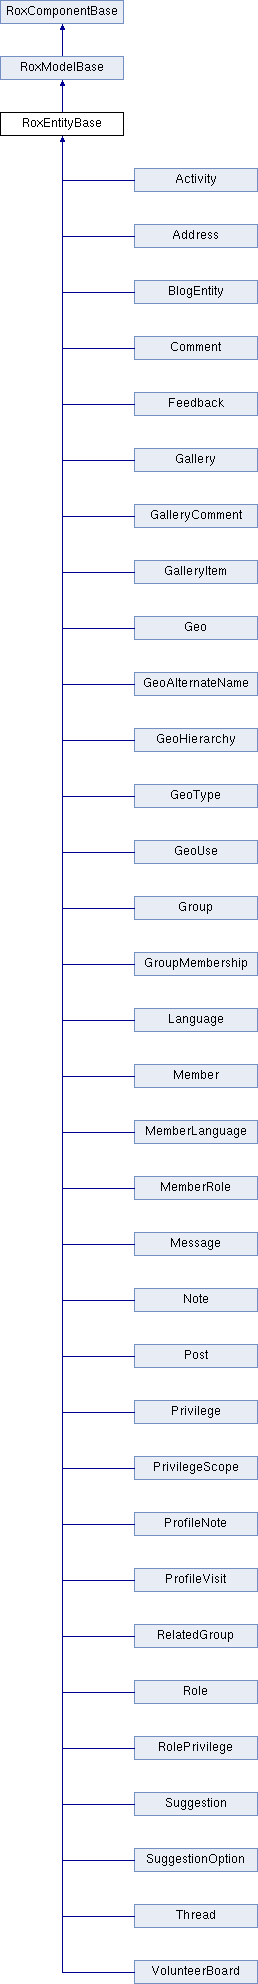 RoxComponentBase
RoxModelBase
RoxEntityBase
Activity
Address
BlogEntity
Comment
Feedback
Gallery
GalleryComment
GalleryItem
Geo
GeoAlternateName
GeoHierarchy
GeoType
GeoUse
Group
GroupMembership
Language
Member
MemberLanguage
MemberRole
Message
Note
Post
Privilege
PrivilegeScope
ProfileNote
ProfileVisit
RelatedGroup
Role
RolePrivilege
Suggestion
SuggestionOption
Thread
VolunteerBoard